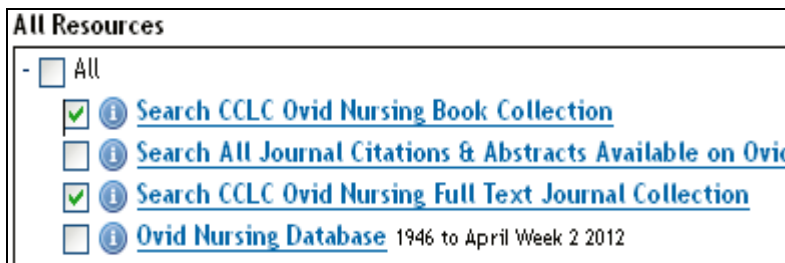 All Resources
- All
Search CCLC Ovid Nursing Book Collection
Search All Journal Citations & Abstracts Available on Ovid
Search CCLC Ovid Nursing Full Text Journal Collection
Ovid Nursing Database 1946 to April Week 2 2012